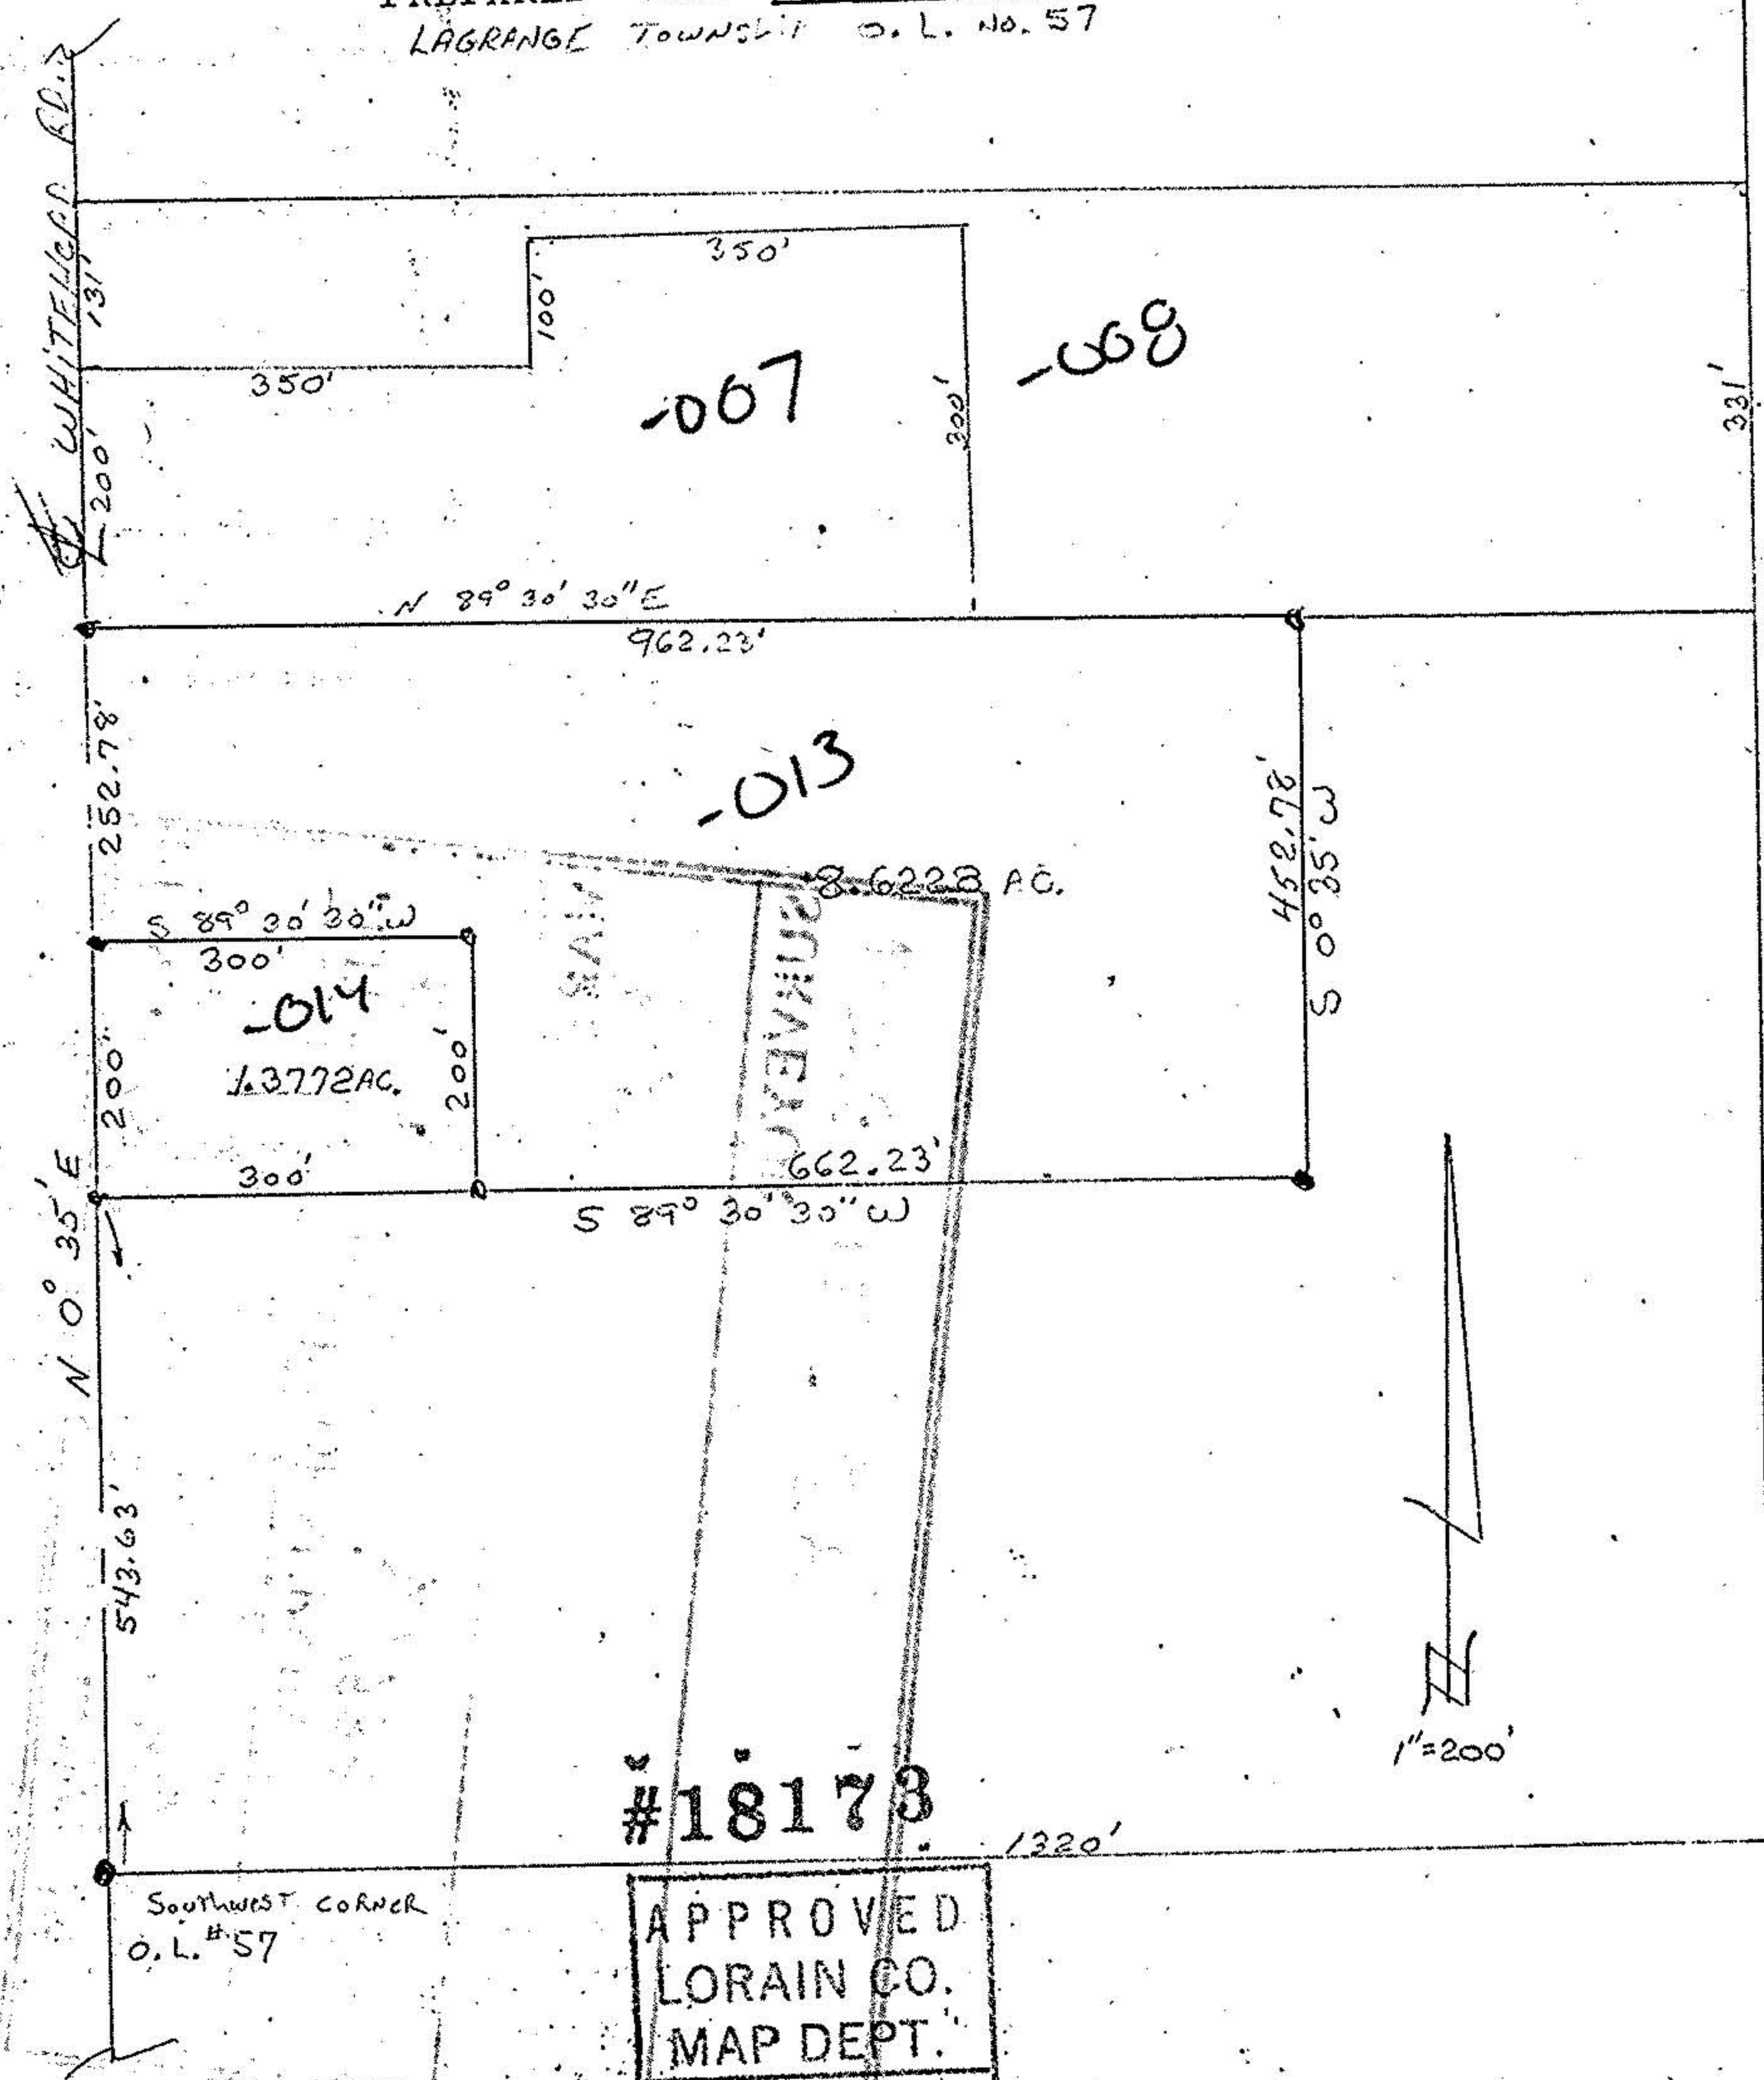 LAGRANGE TOWNSHIP O. L. NO. 57
WHITEHEAD RD.
131'
350'
100'
350'
-007
300'
-008
331'
200'
N 89° 30' 30" E
962.23'
252.78'
-013
8.6228 AC.
452.78'
S 0° 35' W
S 89° 30' 30" W
300'
-014
1.3772 AC.
200'
200'
SURVEY
300'
662.23'
S 89° 30' 30" W
N 0° 35' E
543.63'
1"=200'
#18173
1320'
SOUTHWEST CORNER
O. L. #57
APPROVED
LORAIN CO.
MAP DEPT.